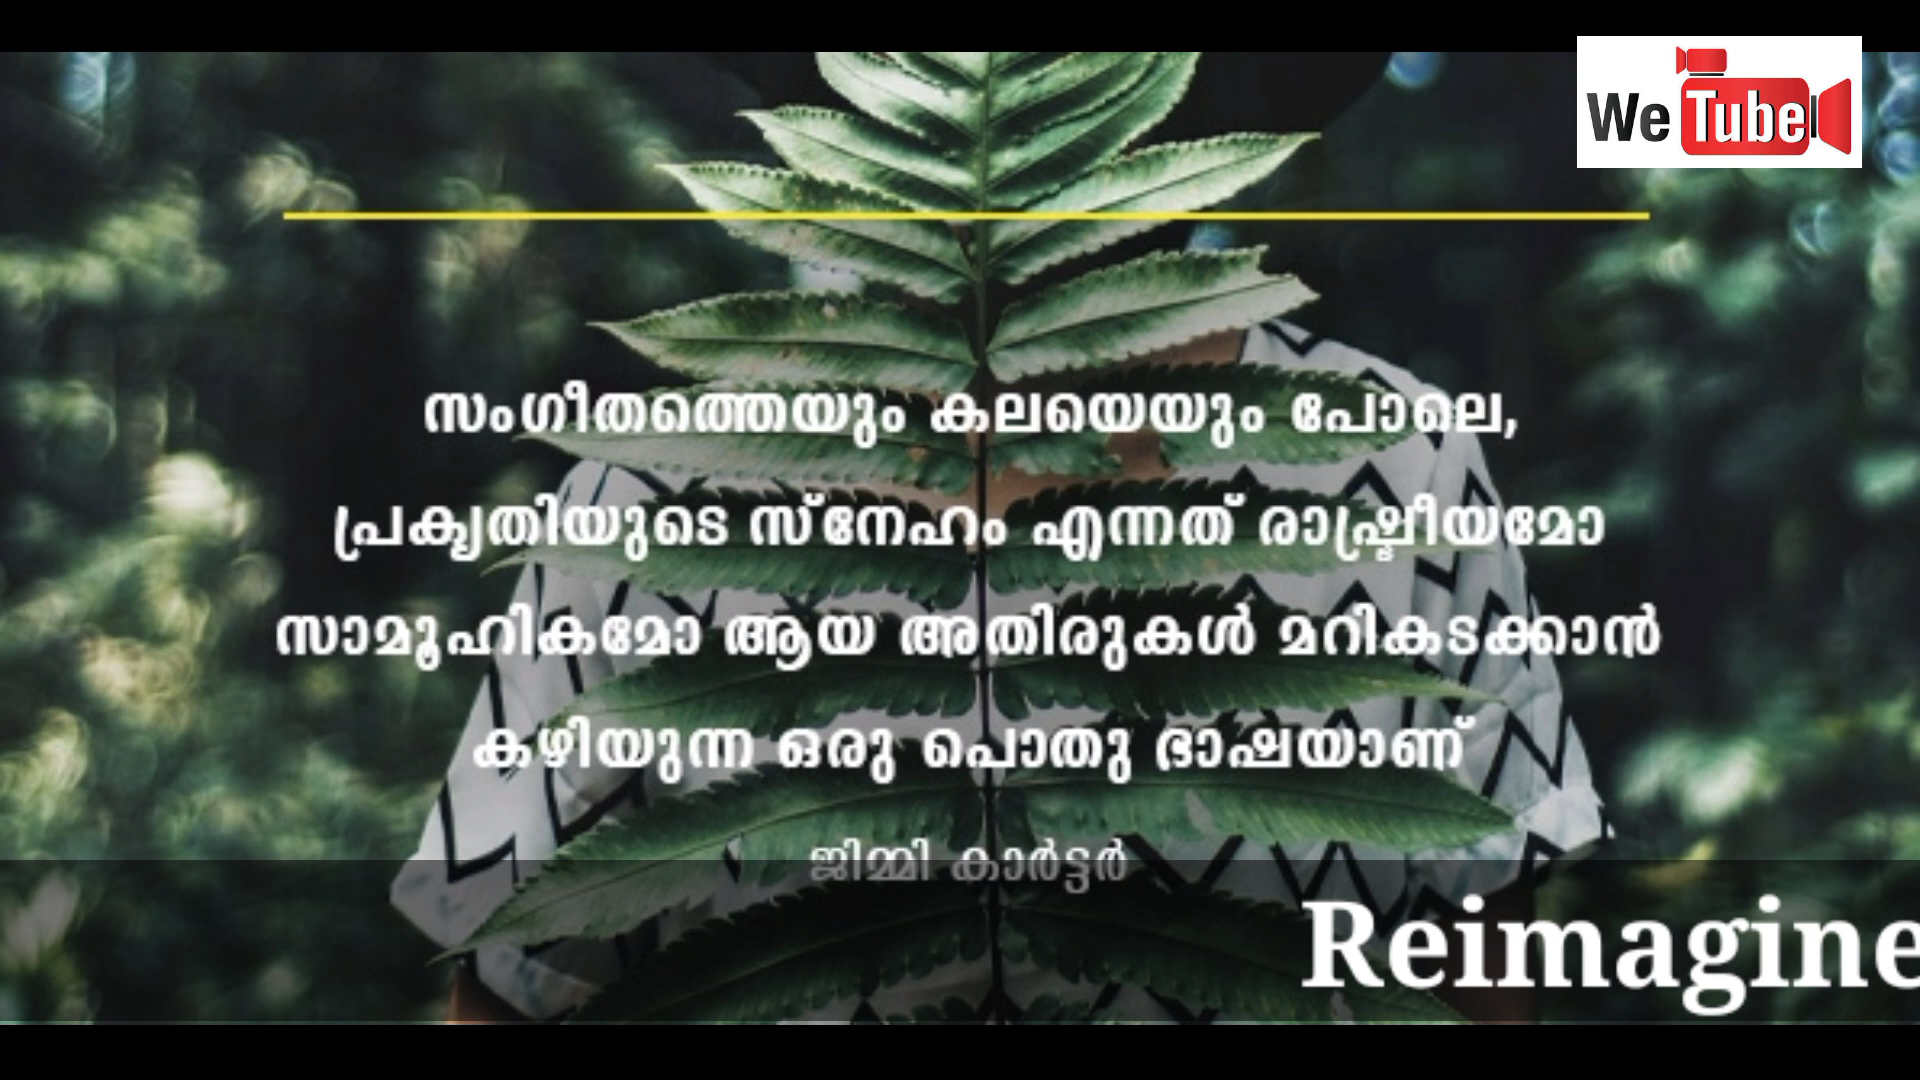 We Tube
സംഗീതത്തെയും കലയെയും പോലെ,
പ്രകൃതിയുടെ സ്നേഹം എന്നത് രാഷ്ട്രീയമോ
സാമൂഹികമോ ആയ അതിരുകൾ മറികടക്കാൻ
കഴിയുന്ന ഒരു പൊതു ഭാഷയാണ്
ജിമ്മി കാർട്ടർ
Reimagine